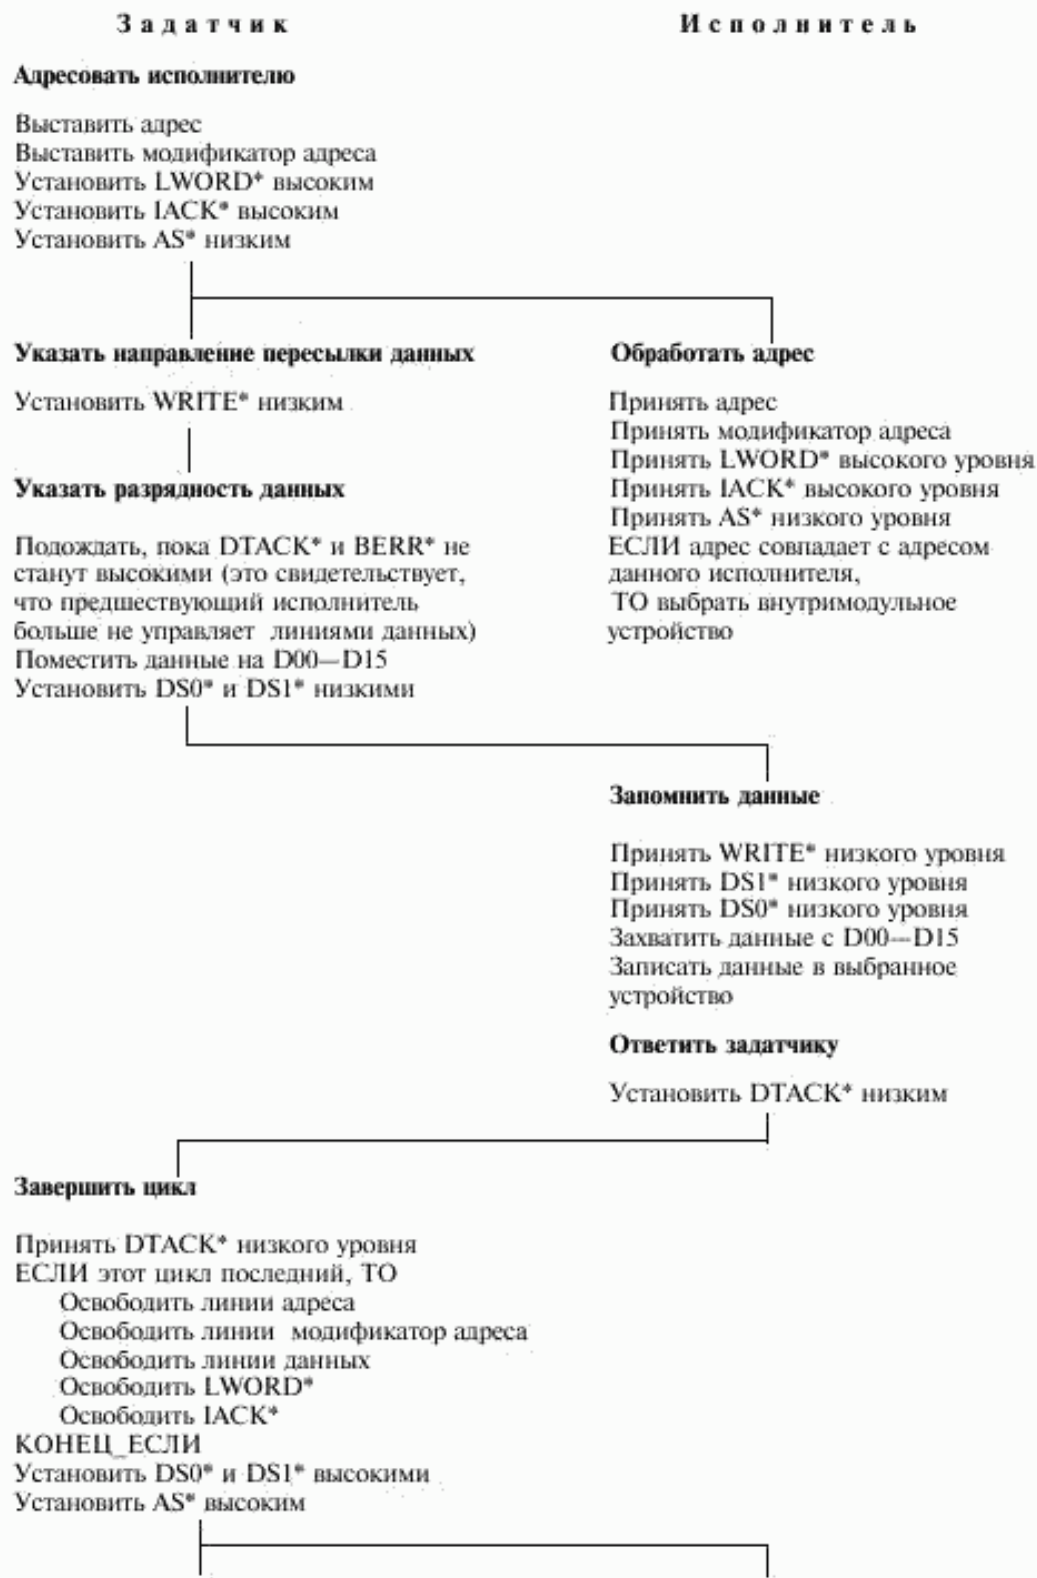 Задатчик
Исполнитель
Адресовать исполнителю
Выставить адрес
Выставить модификатор адреса
Установить LWORD* высоким
Установить IACK* высоким
Установить AS* низким
Указать направление пересылки данных
Установить WRITE* низким
Указать разрядность данных
Подождать, пока DTACK* и BERR* не
станут высокими (это свидетельствует,
что предшествующий исполнитель
больше не управляет линиями данных)
Поместить данные на D00—D15
Установить DS0* и DS1* низкими
Обработать адрес
Принять адрес
Принять модификатор адреса
Принять LWORD* высокого уровня
Принять IACK* высокого уровня
Принять AS* низкого уровня
ЕСЛИ адрес совпадает с адресом
данного исполнителя,
ТО выбрать внутримодульное
устройство
Запомнить данные
Принять WRITE* низкого уровня
Принять DS1* низкого уровня
Принять DS0* низкого уровня
Захватить данные с D00—D15
Записать данные в выбранное
устройство
Ответить задатчику
Установить DTACK* низким
Завершить цикл
Принять DTACK* низкого уровня
ЕСЛИ этот цикл последний, ТО
Освободить линии адреса
Освободить линии модификатор адреса
Освободить линии данных
Освободить LWORD*
Освободить IACK*
КОНЕЦ_ЕСЛИ
Установить DS0* и DS1* высокими
Установить AS* высоким